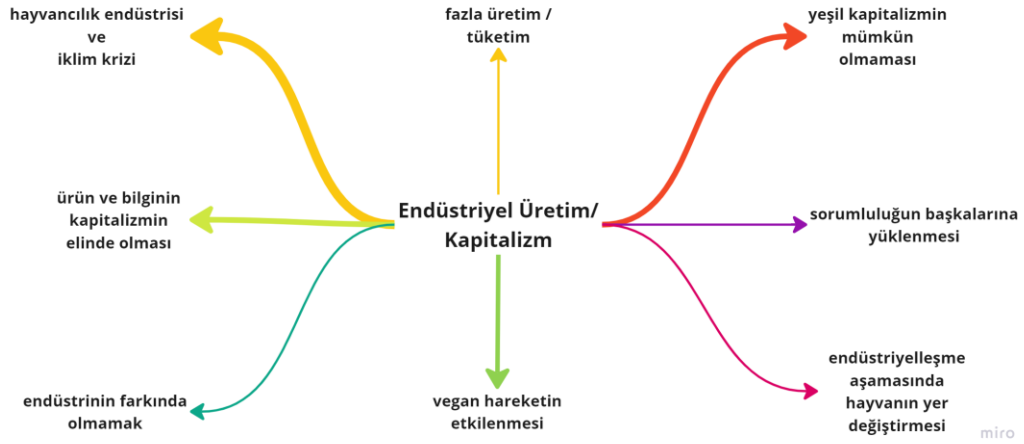 hayvancılık endüstrisi
ve
iklim krizi
fazla üretim /
tüketim
yeşil kapitalizmin
mümkün
olmaması
ürün ve bilginin
kapitalizmin
elinde olması
Endüstriyel Üretim/
Kapitalizm
sorumluluğun başkalarına
yüklenmesi
endüstrinin farkında
olmamak
vegan hareketin
etkilenmesi
endüstriyelleşme
aşamasında
hayvanın yer
değiştirmesi
miro